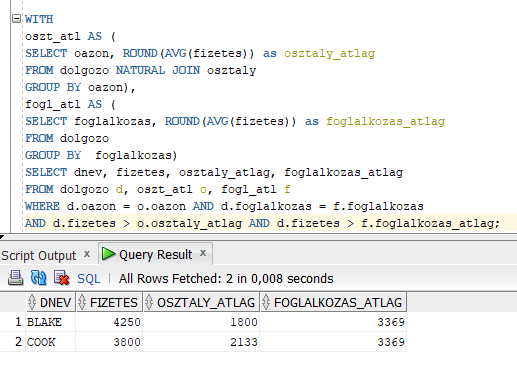 WITH
oszt_atl AS (
SELECT oazon, ROUND(AVG(fizetes)) as osztaly_atlag
FROM dolgozo NATURAL JOIN osztaly
GROUP BY oazon),
fogl_atl AS (
SELECT foglalkozas, ROUND(AVG(fizetes)) as foglalkozas_atlag
FROM dolgozo
GROUP BY  foglalkozas)
SELECT dnev, fizetes, osztaly_atlag, foglalkozas_atlag
FROM dolgozo d, oszt_atl o, fogl_atl f
WHERE d.oazon = o.oazon AND d.foglalkozas = f.foglalkozas
AND d.fizetes > o.osztaly_atlag AND d.fizetes > f.foglalkozas_atlag;
Script Output x Query Result x
SQL | All Rows Fetched: 2 in 0,008 seconds
DNEV FIZETES OSZTALY_ATLAG FOGLALKOZAS_ATLAG
1 BLAKE 4250 1800 3369
2 COOK 3800 2133 3369